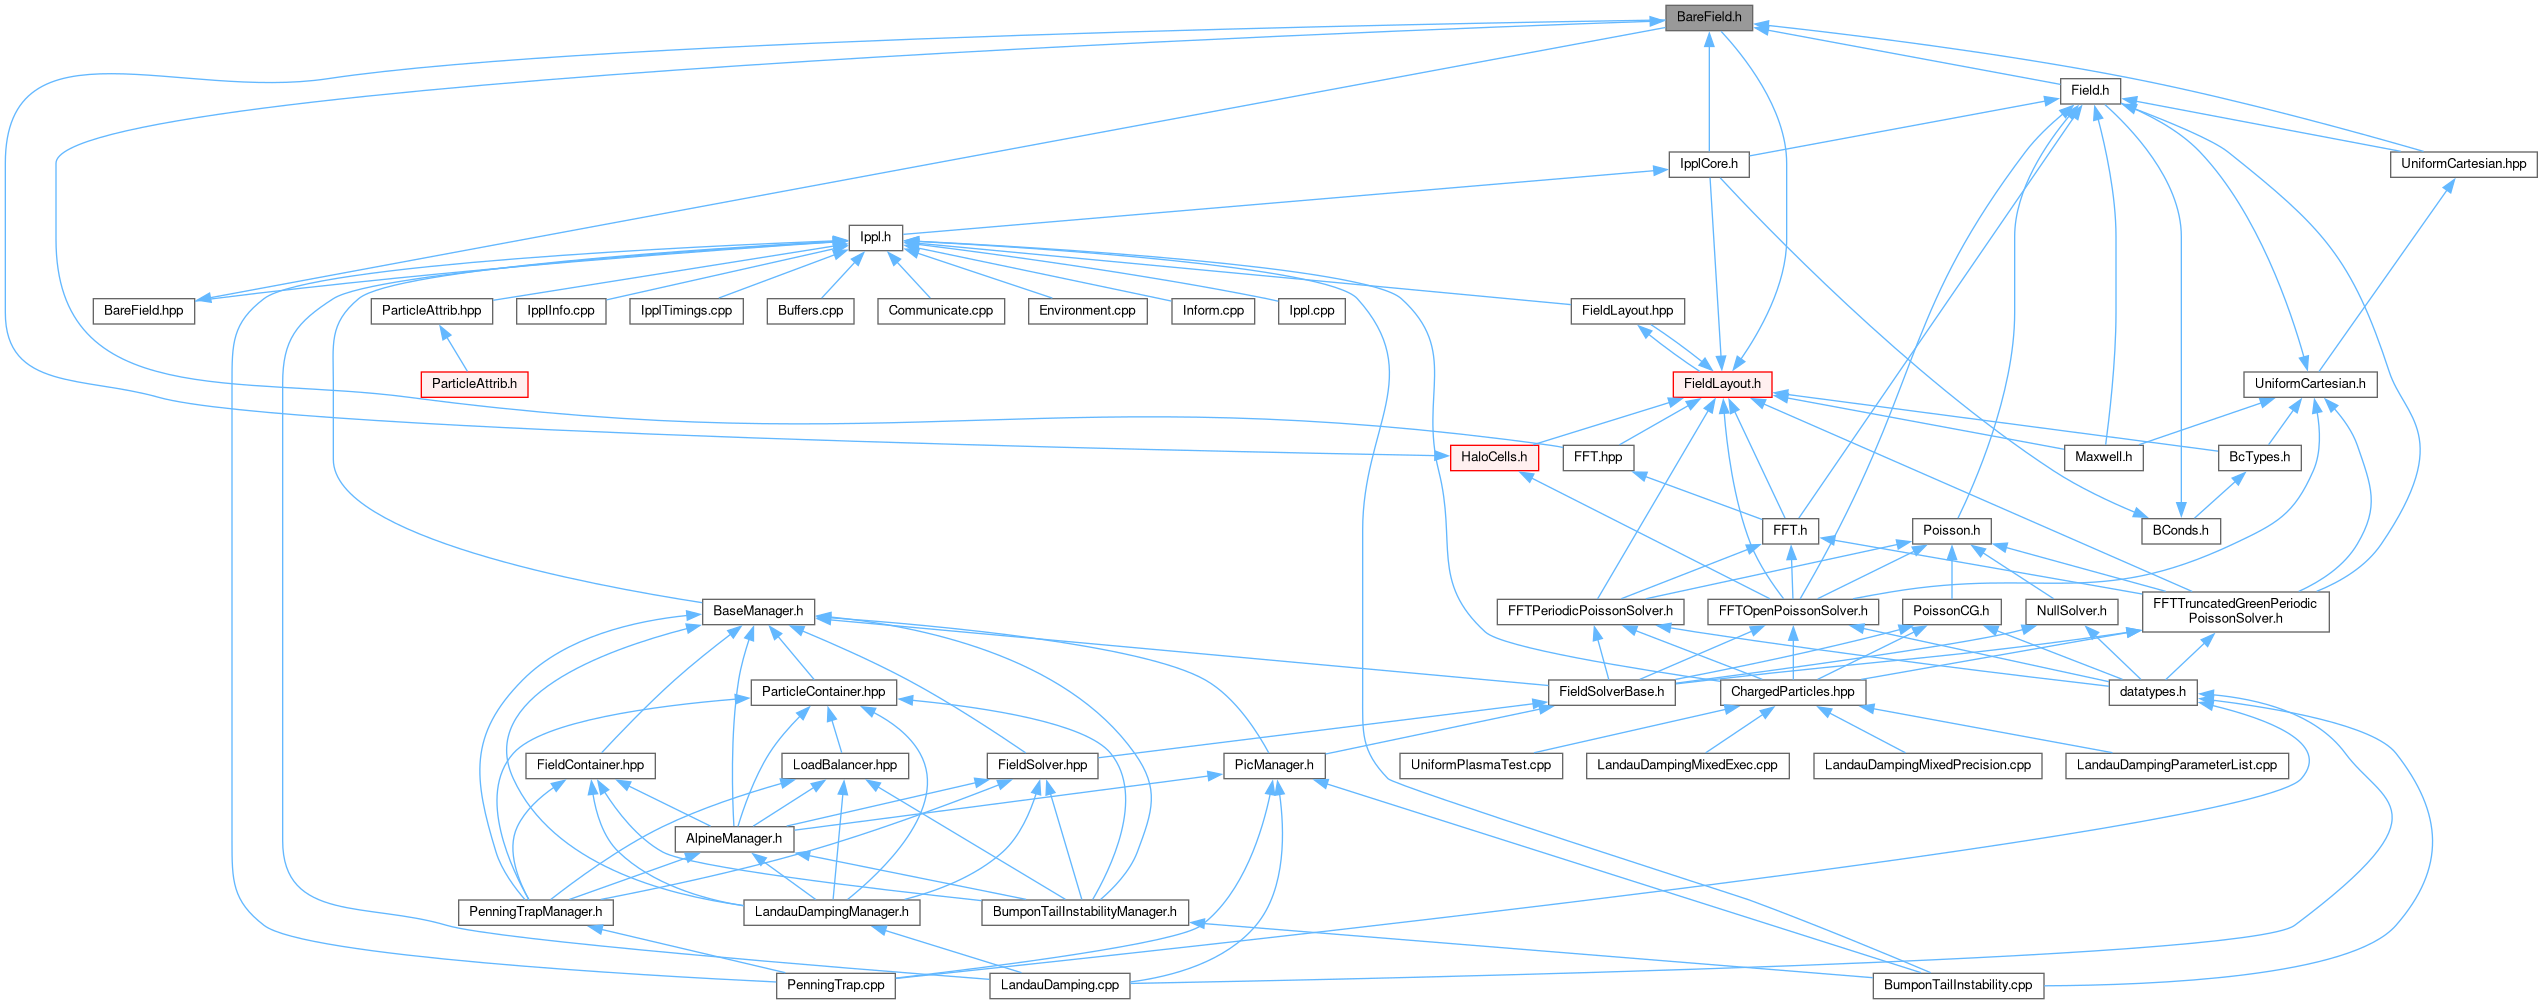 BareField.h
Field.h
IpplCore.h
UniformCartesian.hpp
Ippl.h
BareField.hpp
ParticleAttrib.hpp
IpplInfo.cpp
IpplTimings.cpp
Buffers.cpp
Communicate.cpp
Environment.cpp
Inform.cpp
Ippl.cpp
FieldLayout.hpp
ParticleAttrib.h
FieldLayout.h
UniformCartesian.h
HaloCells.h
FFT.hpp
Maxwell.h
BcTypes.h
FFT.h
Poisson.h
BConds.h
BaseManager.h
FFTPeriodicPoissonSolver.h
FFTOpenPoissonSolver.h
PoissonCG.h
NullSolver.h
FFTTruncatedGreenPeriodic
PoissonSolver.h
ParticleContainer.hpp
FieldSolverBase.h
ChargedParticles.hpp
datatypes.h
FieldContainer.hpp
LoadBalancer.hpp
FieldSolver.hpp
PicManager.h
UniformPlasmaTest.cpp
LandauDampingMixedExec.cpp
LandauDampingMixedPrecision.cpp
LandauDampingParameterList.cpp
AlpineManager.h
PenningTrapManager.h
LandauDampingManager.h
BumponTailInstabilityManager.h
PenningTrap.cpp
LandauDamping.cpp
BumponTailInstability.cpp